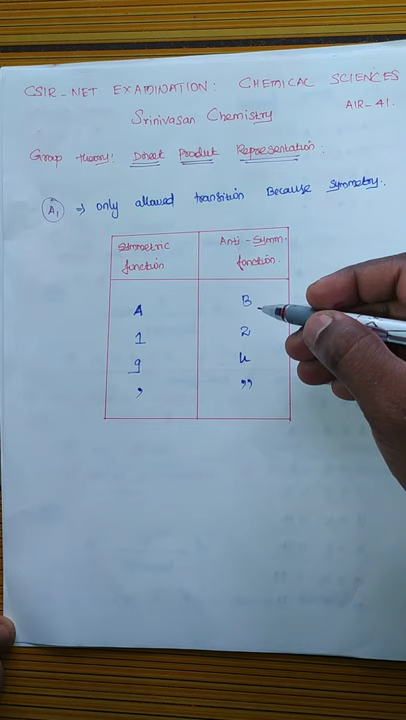 CSIR-NET EXAMINATION: CHEMICAL SCIENCES
Srinivasan Chemistry AIR-41.
Group theory: Direct Product Representation:
A1 ⇒ only allowed transition Because symmetry.
Symmetric function
Anti-Symm. function.
A B
1 2
g u
' "